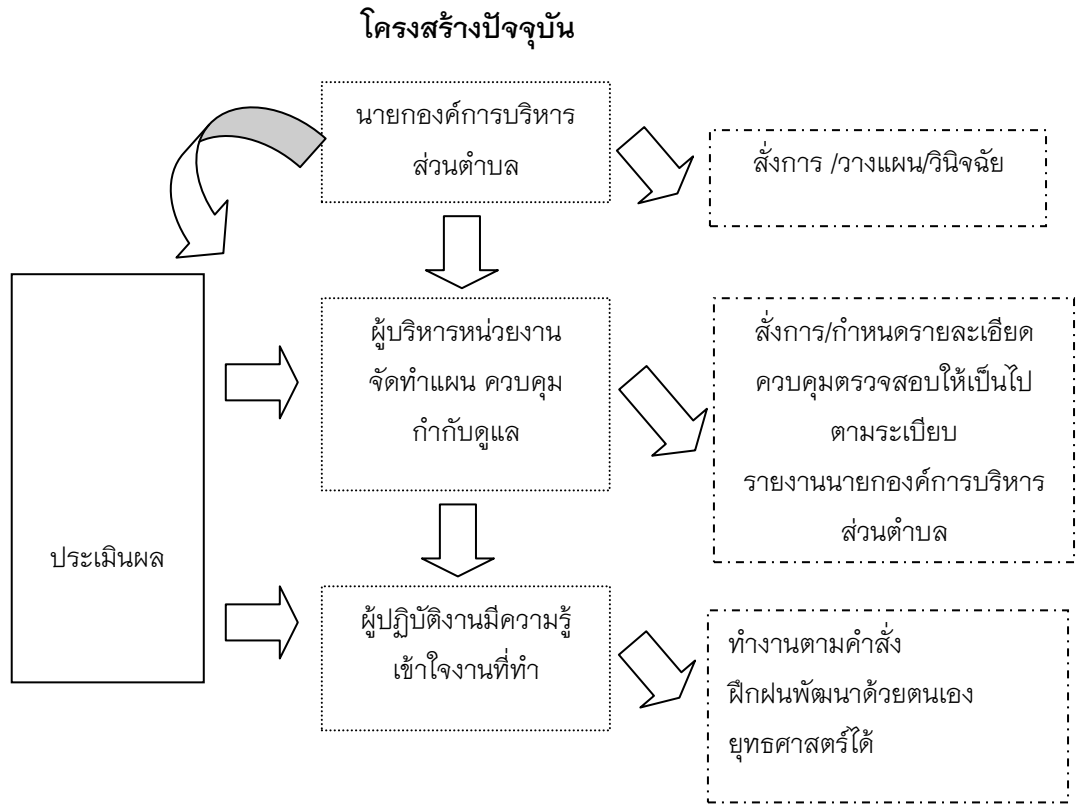 โครงสร้างปัจจุบัน
นายกองค์การบริหาร
ส่วนตำบล
สั่งการ /วางแผน/วินิจฉัย
ผู้บริหารหน่วยงาน
จัดทำแผน ควบคุม
กำกับดูแล
สั่งการ/กำหนดรายละเอียด
ควบคุมตรวจสอบให้เป็นไป
ตามระเบียบ
รายงานนายกองค์การบริหาร
ส่วนตำบล
ประเมินผล
ผู้ปฏิบัติงานมีความรู้
เข้าใจงานที่ทำ
ทำงานตามคำสั่ง
ฝึกฝนพัฒนาด้วยตนเอง
ยุทธศาสตร์ได้